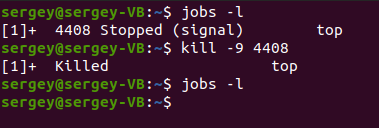 sergey@sergey-VB:~$ jobs -l
[1]+  4408 Stopped (signal)        top
sergey@sergey-VB:~$ kill -9 4408
[1]+  Killed                  top
sergey@sergey-VB:~$ jobs -l
sergey@sergey-VB:~$